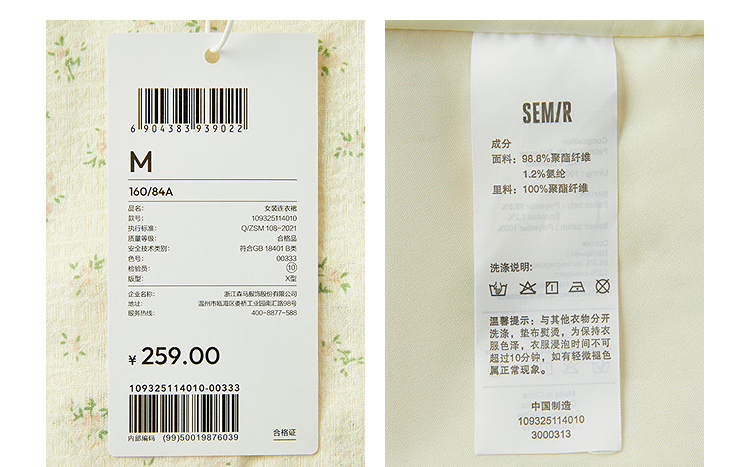 6904383939022
M
160/84A
品名: 女装连衣裙
款号: 109325114010
执行标准: Q/ZSM 108-2021
质量等级: 合格品
安全技术类别: 符合GB 18401 B类
色号: 00333
检验员: 10
版型: X型
企业名称: 浙江森马服饰股份有限公司
地址: 温州市瓯海区娄桥工业园南汇路98号
服务热线: 400-8877-588
¥ 259.00
109325114010-00333
内部编码 (99)50019876039
合格证
SEMIR
成分
面料: 98.8%聚酯纤维
1.2%氨纶
里料: 100%聚酯纤维
洗涤说明:
温馨提示: 与其他衣物分开
洗涤, 垫布熨烫, 为保持衣
服色泽, 衣服浸泡时间不可
超过10分钟, 如有轻微褪色
属正常现象。
中国制造
109325114010
3000313